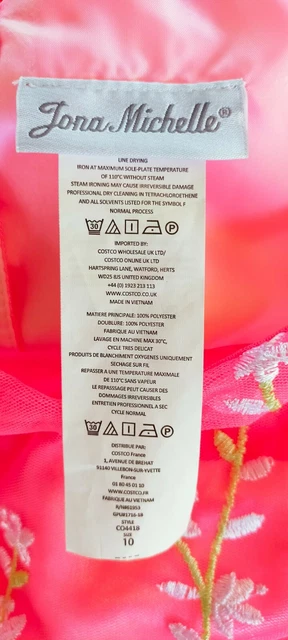 Jona Michelle®
LINE DRYING
IRON AT MAXIMUM SOLE-PLATE TEMPERATURE
OF 110°C WITHOUT STEAM
STEAM IRONING MAY CAUSE IRREVERSIBLE DAMAGE
PROFESSIONAL DRY CLEANING IN TETRACHLOROETHENE
AND ALL SOLVENTS LISTED FOR THE SYMBOL F
NORMAL PROCESS
30 P
IMPORTED BY:
COSTCO WHOLESALE UK LTD/
COSTCO ONLINE UK LTD
HARTSPRING LANE, WATFORD, HERTS
WD25 8JS UNITED KINGDOM
+44 (0) 1923 213 113
WWW.COSTCO.CO.UK
MADE IN VIETNAM
MATIERE PRINCIPALE: 100% POLYESTER
DOUBLURE: 100% POLYESTER
FABRIQUE AU VIETNAM
LAVAGE EN MACHINE MAX 30°C,
CYCLE TRES DELICAT
PRODUITS DE BLANCHIMENT OXYGENES UNIQUEMENT
SECHAGE SUR FIL
REPASSER A UNE TEMPERATURE MAXIMALE
DE 110°C SANS VAPEUR
LE REPASSSAGE PEUT CAUSER DES
DOMMAGES IRREVERSIBLES
ENTRETIEN PROFESSIONNEL A SEC
CYCLE NORMAL
30 P
DISTRIBUE PAR:
COSTCO France
1, AVENUE DE BREHAT
91140 VILLEBON-SUR-YVETTE
France
01 80 45 01 10
WWW.COSTCO.FR
FABRIQUE AU VIETNAM
STYLE
CO4418
SIZE
10